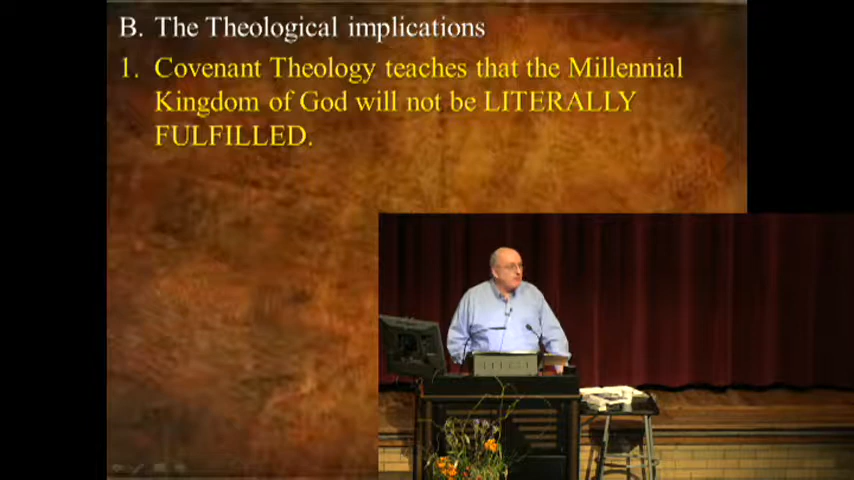 B. The Theological implications
1. Covenant Theology teaches that the Millennial
Kingdom of God will not be LITERALLY
FULFILLED.